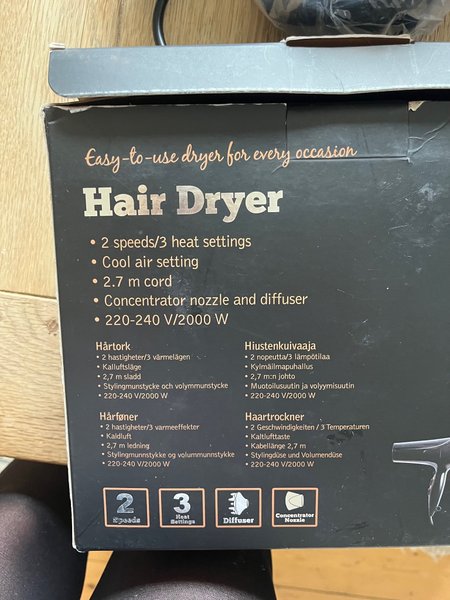 Easy-to-use dryer for every occasion
Hair Dryer
• 2 speeds/3 heat settings
• Cool air setting
• 2.7 m cord
• Concentrator nozzle and diffuser
• 220-240 V/2000 W
Hårtork
• 2 hastigheter/3 värmelägen
• Kalluftsläge
• 2,7 m sladd
• Stylingmunstycke och volymmunstycke
• 220-240 V/2000 W
Hiustenkuivaaja
• 2 nopeutta/3 lämpötilaa
• Kylmäilmapuhallus
• 2,7 m:n johto
• Muotoilusuutin ja volyymisuutin
• 220-240 V/2000 W
Hårføner
• 2 hastigheter/3 varmeeffekter
• Kaldluft
• 2,7 m ledning
• Stylingmunnstykke og volummunnstykke
• 220-240 V/2000 W
Haartrockner
• 2 Geschwindigkeiten / 3 Temperaturen
• Kaltlufttaste
• Kabellänge 2,7 m
• Stylingdüse und Volumendüse
• 220-240 V/2000 W
2
Speeds
3
Heat
Settings
Diffuser
Concentrator
Nozzle